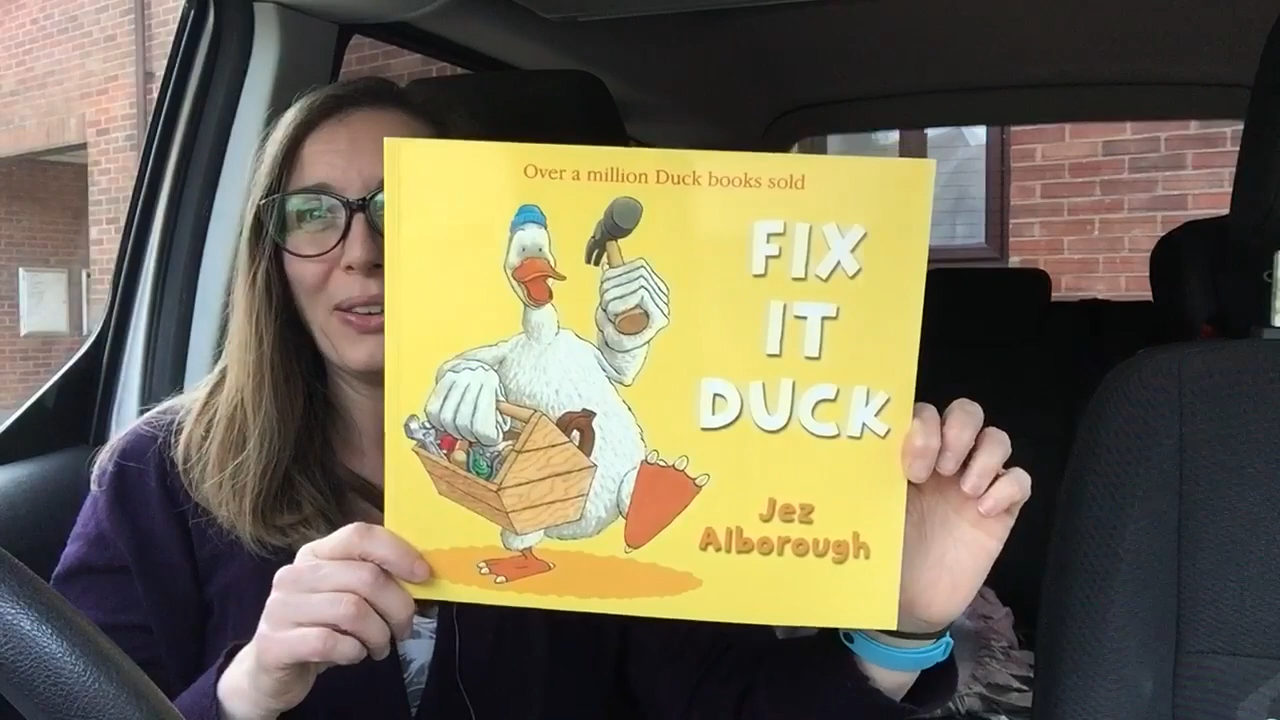 Over a million Duck books sold
FIX
IT
DUCK
Jez
Alborough